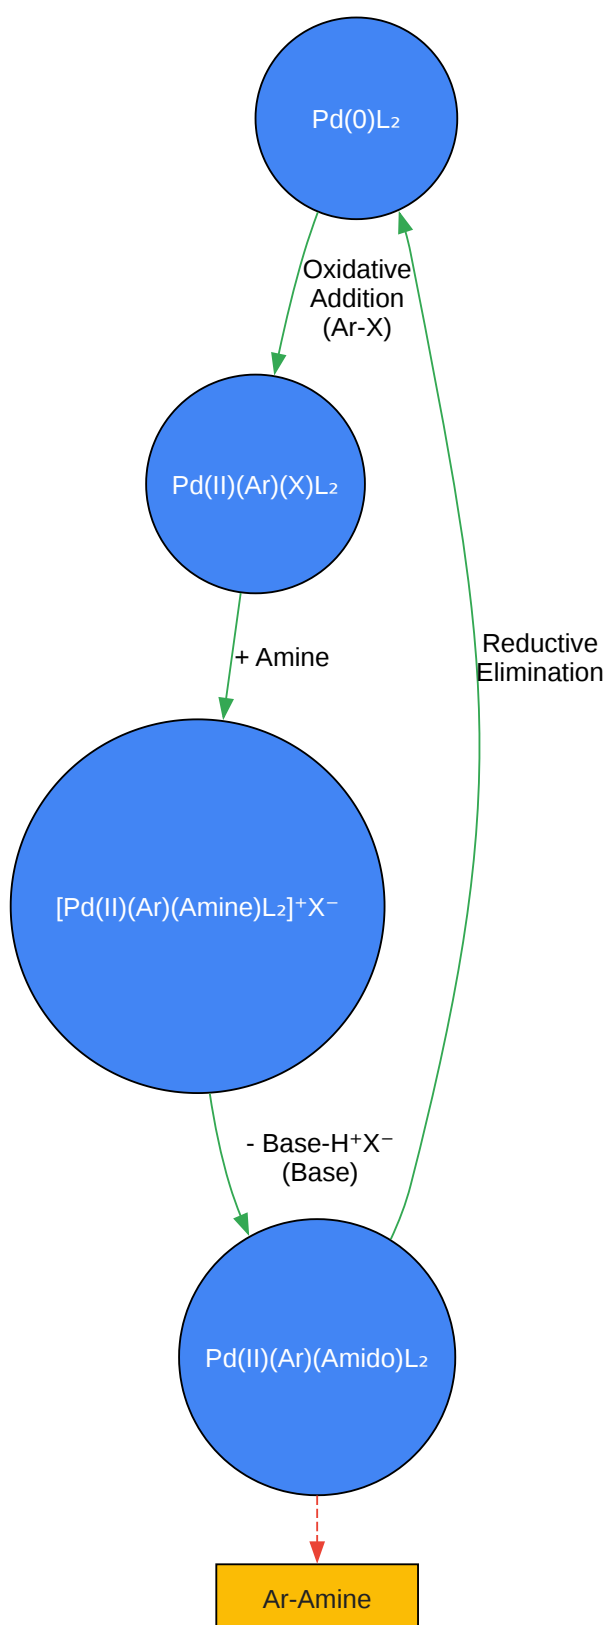 Pd(0)L₂
Oxidative
Addition
(Ar-X)
Pd(II)(Ar)(X)L₂
+ Amine
Reductive
Elimination
[Pd(II)(Ar)(Amine)L₂]⁺X⁻
- Base-H⁺X⁻
(Base)
Pd(II)(Ar)(Amido)L₂
Ar-Amine